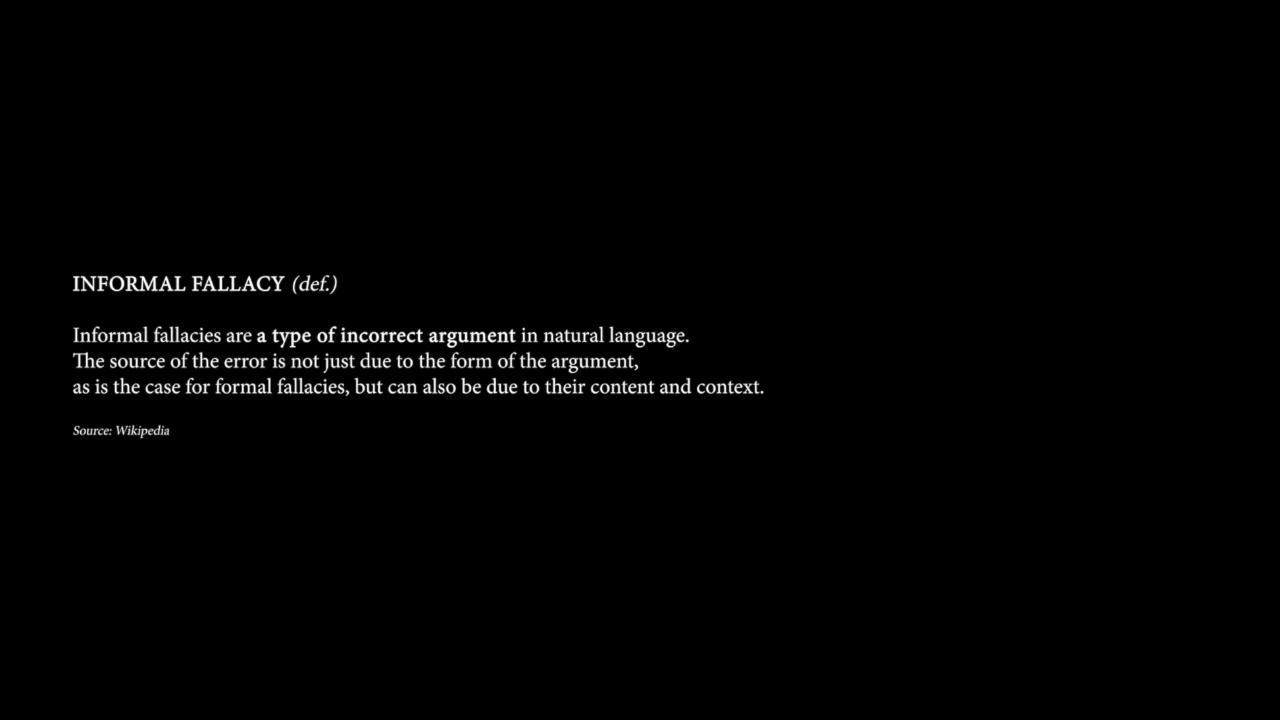 INFORMAL FALLACY (def.)
Informal fallacies are a type of incorrect argument in natural language.
The source of the error is not just due to the form of the argument,
as is the case for formal fallacies, but can also be due to their content and context.
Source: Wikipedia